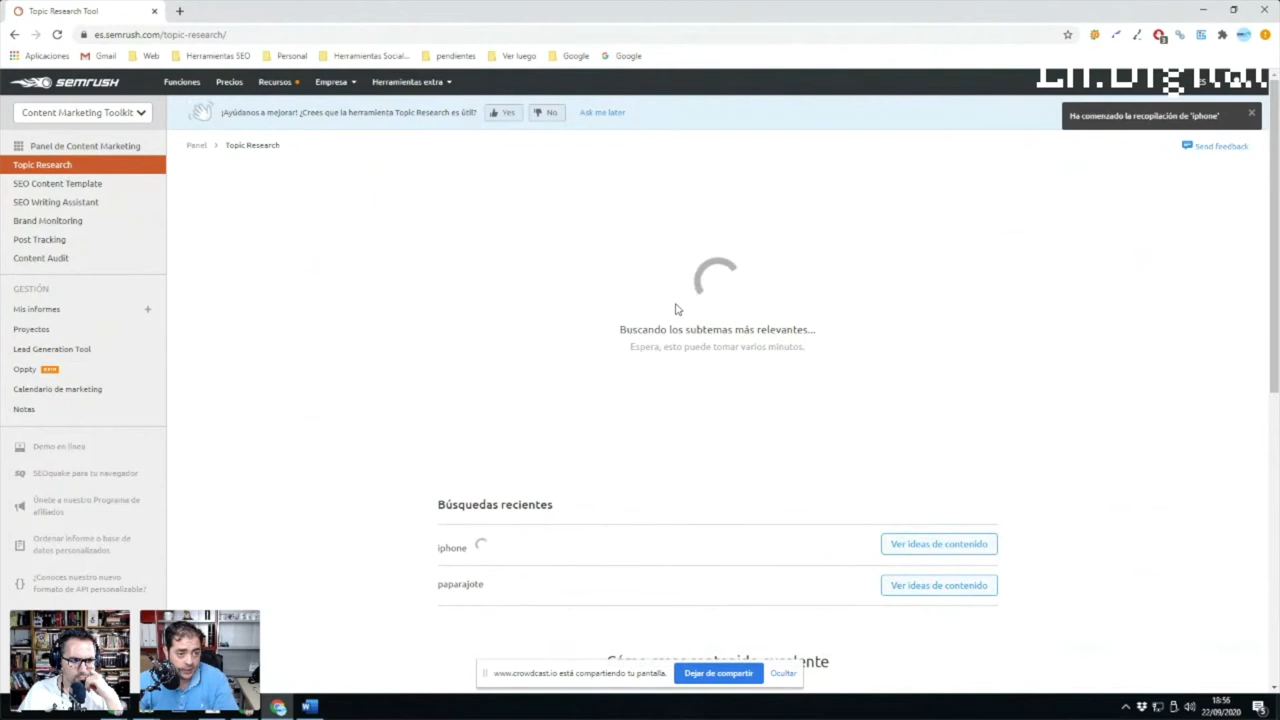 Topic Research Tool
es.semrush.com/topic-research/
Aplicaciones Gmail Web Herramientas SEO Personal Herramientas Social... pendientes Ver luego Google Google
semrush Funciones Precios Recursos Empresa Herramientas extra
In.Digital
Content Marketing Toolkit
¡Ayúdanos a mejorar! ¿Crees que la herramienta Topic Research es útil? Yes No Ask me later
Ha comenzado la recopilación de 'iphone'
Panel de Content Marketing
Panel > Topic Research
Send feedback
Topic Research
SEO Content Template
SEO Writing Assistant
Brand Monitoring
Post Tracking
Content Audit
GESTIÓN
Mis informes +
Proyectos
Lead Generation Tool
Oppty
Calendario de marketing
Notas
Demo en línea
SQ SEOquake para tu navegador
Únete a nuestro Programa de
afiliados
Ordenar informe o base de
datos personalizados
{} ¿Conoces nuestro nuevo
formato de API personalizable?
Buscando los subtemas más relevantes...
Espera, esto puede tomar varios minutos.
Búsquedas recientes
iphone Ver ideas de contenido
paparajote Ver ideas de contenido
www.crowdcast.io está compartiendo tu pantalla. Dejar de compartir Ocultar
18:56
22/09/2020